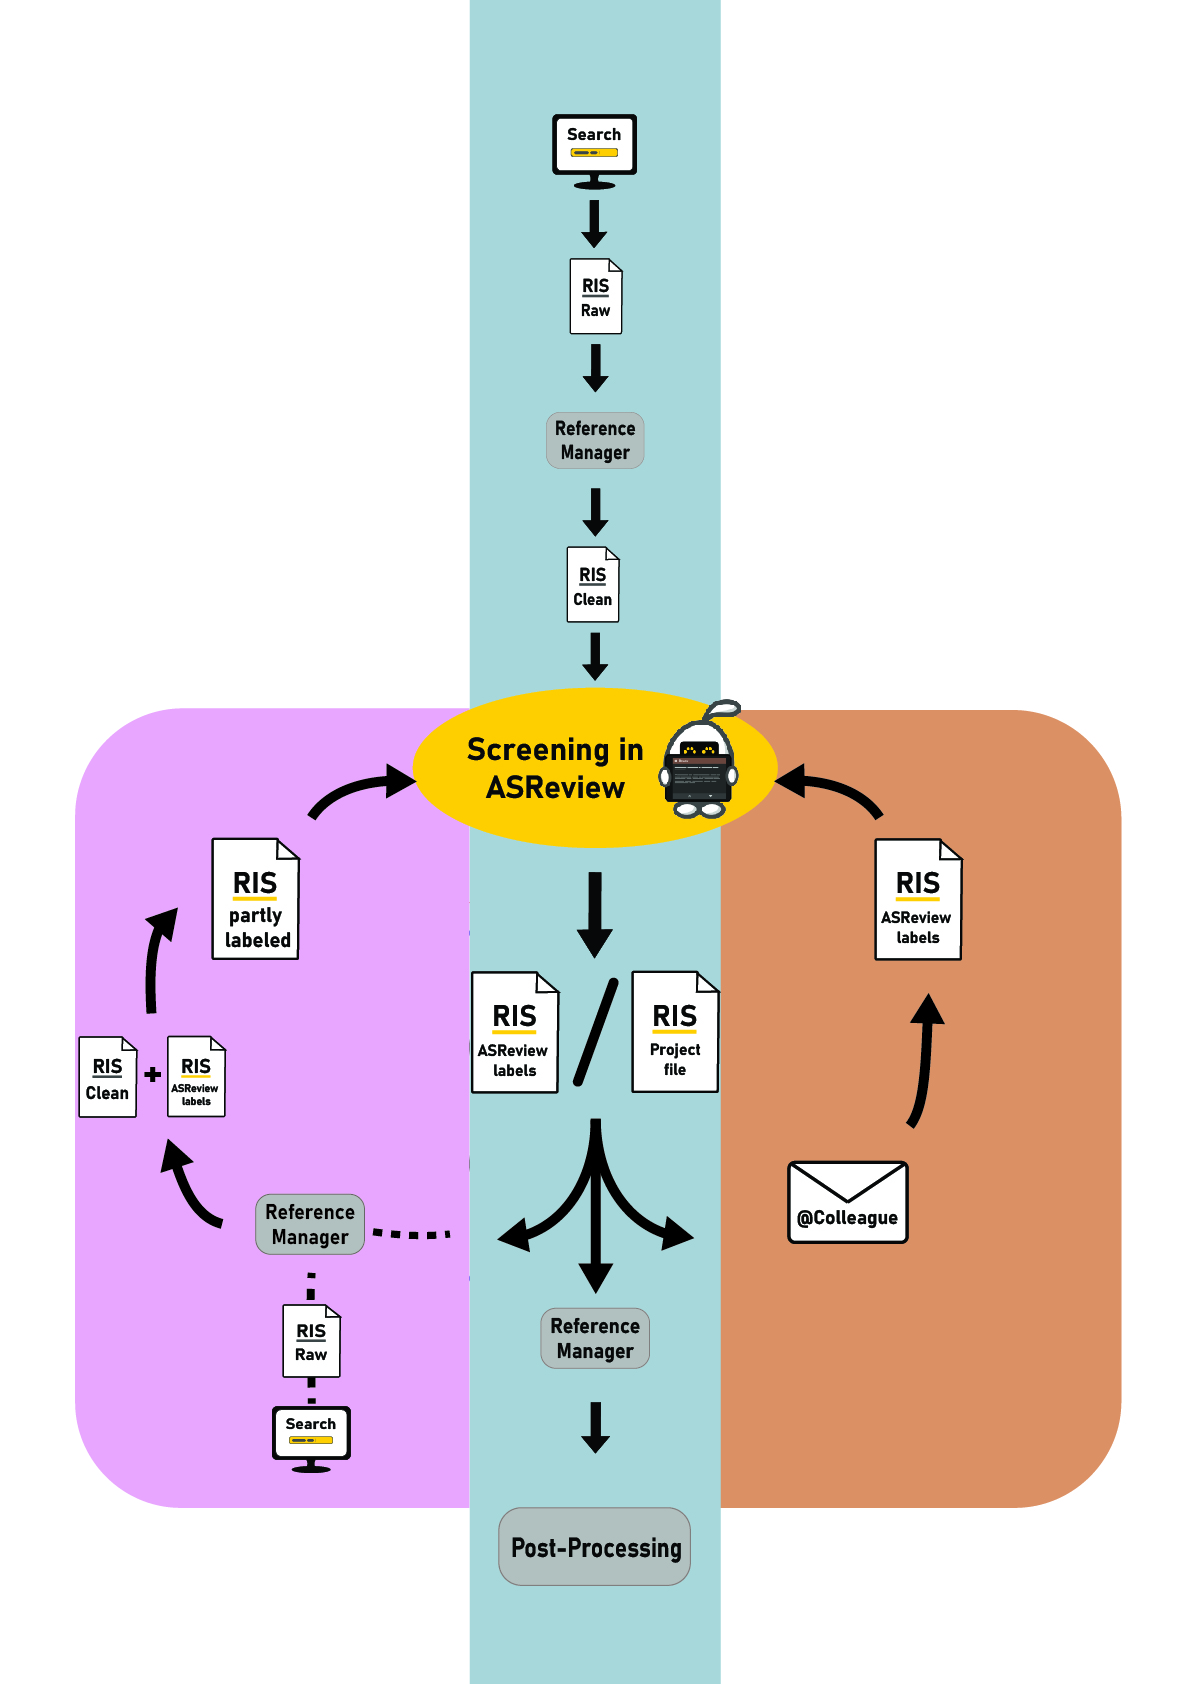 Search
RIS
Raw
Reference
Manager
RIS
Clean
Screening in
ASReview
RIS
partly
labeled
RIS
Clean
+
RIS
ASReview
labels
Reference
Manager
RIS
Raw
Search
RIS
ASReview
labels
/
RIS
Project
file
Reference
Manager
Post-Processing
RIS
ASReview
labels
@Colleague